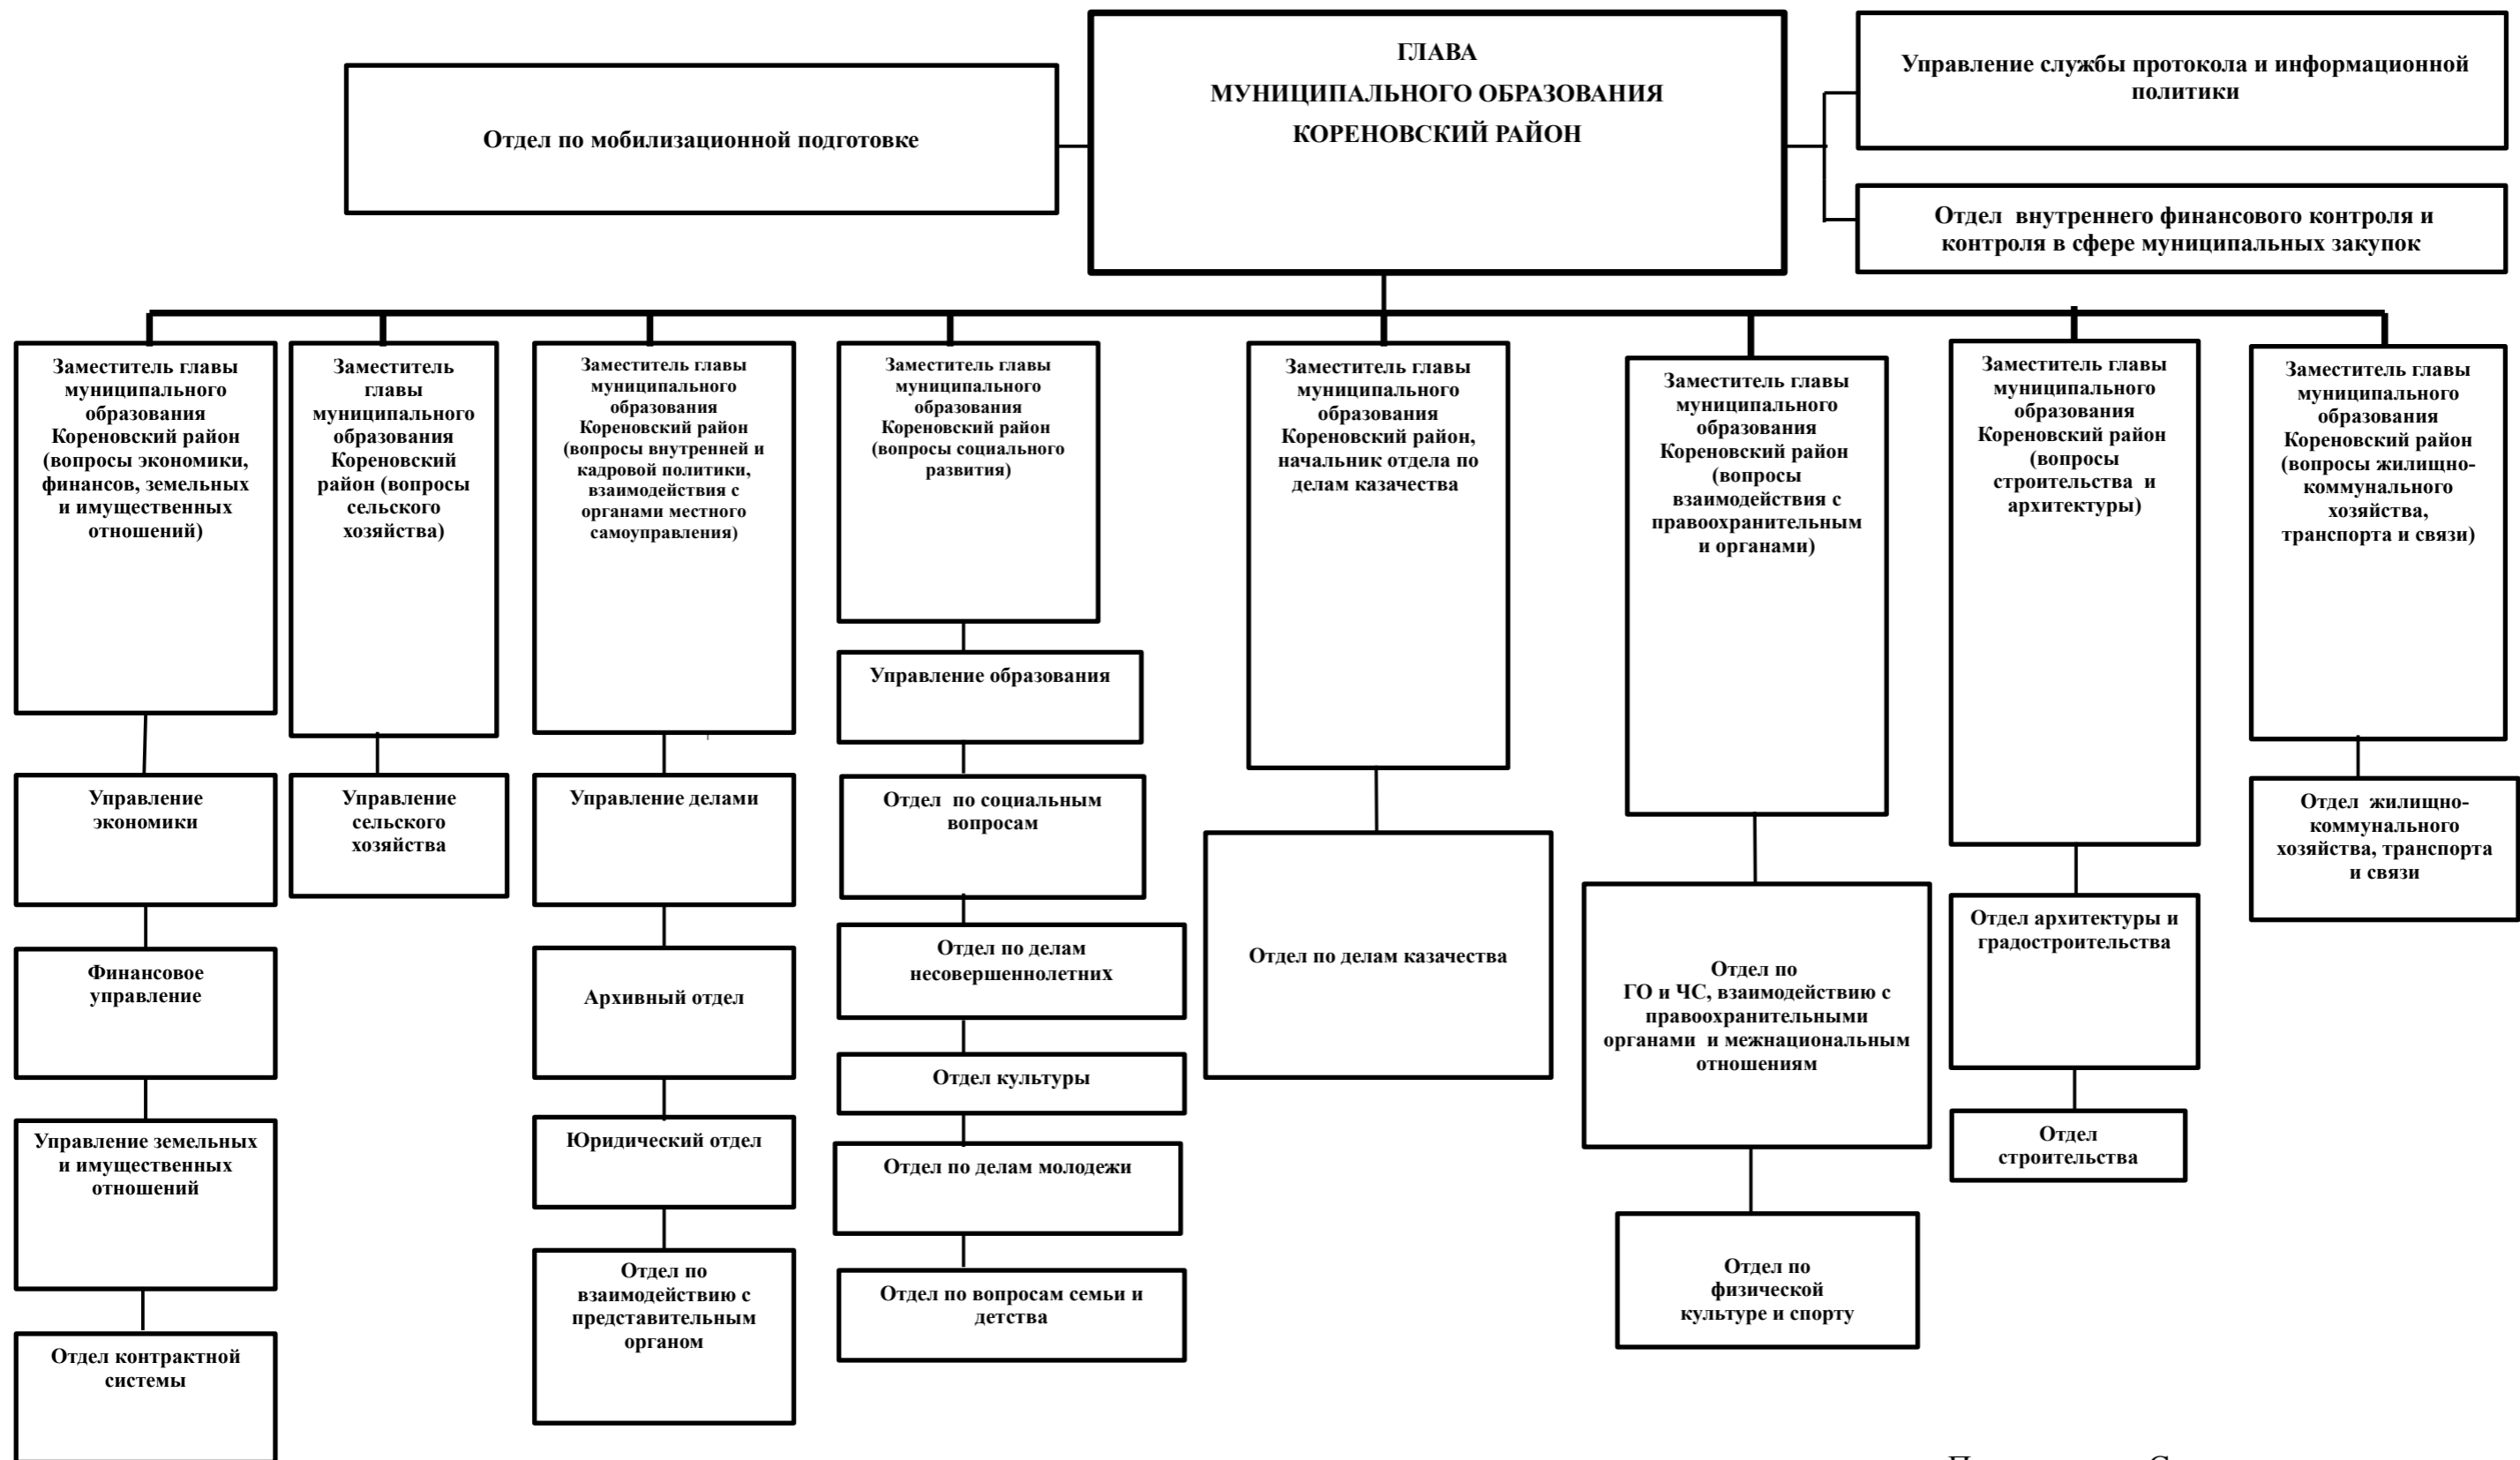 ГЛАВА
МУНИЦИПАЛЬНОГО ОБРАЗОВАНИЯ
КОРЕНОВСКИЙ РАЙОН
Отдел по мобилизационной подготовке
Управление службы протокола и информационной
политики
Отдел внутреннего финансового контроля и
контроля в сфере муниципальных закупок
Заместитель главы
муниципального
образования
Кореновский район
(вопросы экономики,
финансов, земельных
и имущественных
отношений)
Управление
экономики
Финансовое
управление
Управление земельных
и имущественных
отношений
Отдел контрактной
системы
Заместитель
главы
муниципального
образования
Кореновский
район (вопросы
сельского
хозяйства)
Управление
сельского
хозяйства
Заместитель главы
муниципального
образования
Кореновский район
(вопросы внутренней и
кадровой политики,
взаимодействия с
органами местного
самоуправления)
Управление делами
Архивный отдел
Юридический отдел
Отдел по
взаимодействию с
представительным
органом
Заместитель главы
муниципального
образования
Кореновский район
(вопросы социального
развития)
Управление образования
Отдел по социальным
вопросам
Отдел по делам
несовершеннолетних
Отдел культуры
Отдел по делам молодежи
Отдел по вопросам семьи и
детства
Заместитель главы
муниципального
образования
Кореновский район,
начальник отдела по
делам казачества
Отдел по делам казачества
Заместитель главы
муниципального
образования
Кореновский район
(вопросы
взаимодействия с
правоохранительным
и органами)
Отдел по
ГО и ЧС, взаимодействию с
правоохранительными
органами и межнациональным
отношениям
Отдел по
физической
культуре и спорту
Заместитель главы
муниципального
образования
Кореновский район
(вопросы
строительства и
архитектуры)
Отдел архитектуры и
градостроительства
Отдел
строительства
Заместитель главы
муниципального
образования
Кореновский район
(вопросы жилищно-
коммунального
хозяйства,
транспорта и связи)
Отдел жилищно-
коммунального
хозяйства, транспорта
и связи